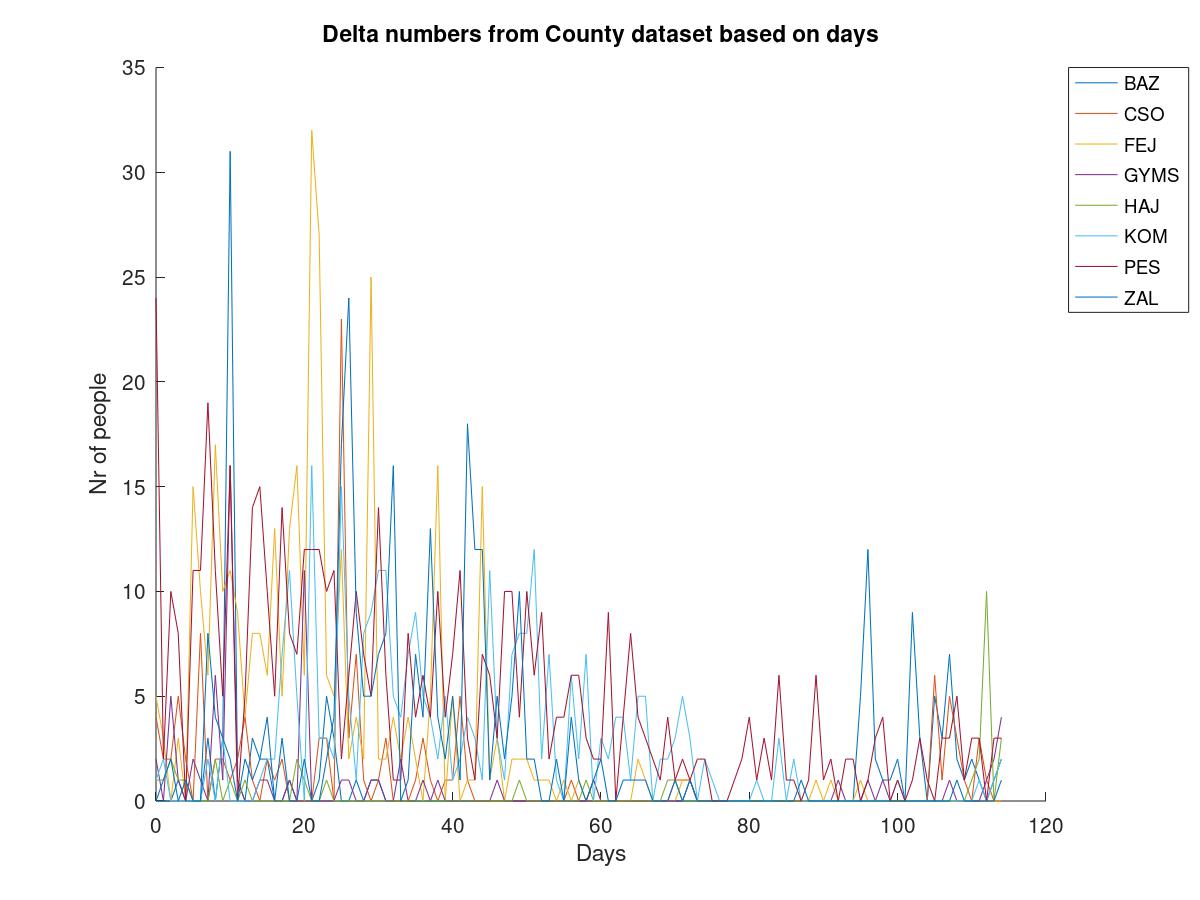 Delta numbers from County dataset based on days
35
30
25
20
15
10
5
0
Nr of people
0 20 40 60 80 100 120
Days
BAZ
CSO
FEJ
GYMS
HAJ
KOM
PES
ZAL